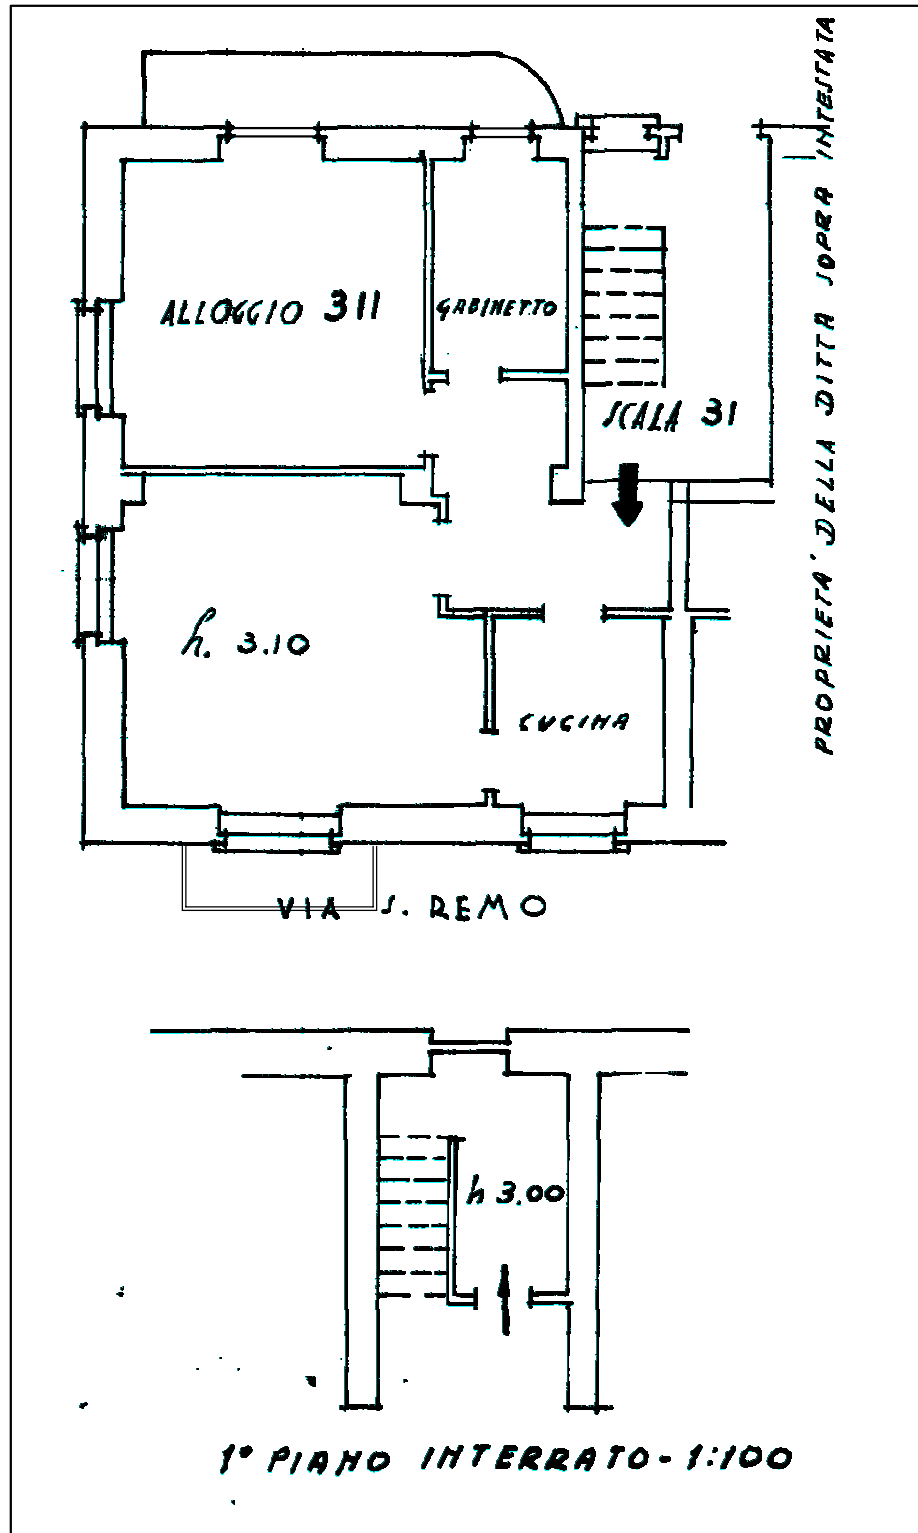 ALLOGGIO 311
GABINETTO
SCALA 31
PROPRIETA' DELLA DITTA SOPRA INTESTATA
h. 3.10
CUCINA
VIA S. REMO
h 3.00
1° PIANO INTERRATO - 1:100